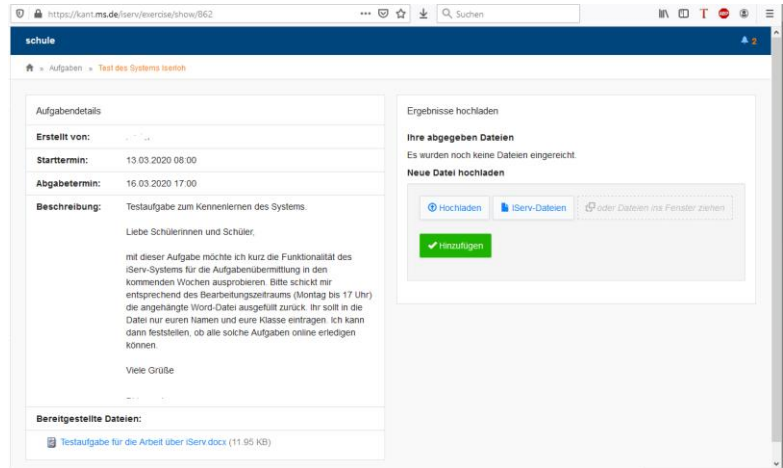 https://kant.ms.de/iserv/exercise/show/862
Suchen
schule
2
» Aufgaben » Test des Systems Iserloh
Aufgabendetails
Erstellt von:
Starttermin: 13.03.2020 08:00
Abgabetermin: 16.03.2020 17:00
Beschreibung: Testaufgabe zum Kennenlernen des Systems.
Liebe Schülerinnen und Schüler,
mit dieser Aufgabe möchte ich kurz die Funktionalität des
iServ-Systems für die Aufgabenübermittlung in den
kommenden Wochen ausprobieren. Bitte schickt mir
entsprechend des Bearbeitungszeitraums (Montag bis 17 Uhr)
die angehängte Word-Datei ausgefüllt zurück. Ihr sollt in die
Datei nur euren Namen und eure Klasse eintragen. Ich kann
dann feststellen, ob alle solche Aufgaben online erledigen
können.
Viele Grüße
Bereitgestellte Dateien:
Testaufgabe für die Arbeit über iServ.docx (11.95 KB)
Ergebnisse hochladen
Ihre abgegeben Dateien
Es wurden noch keine Dateien eingereicht.
Neue Datei hochladen
Hochladen IServ-Dateien oder Dateien ins Fenster ziehen
Hinzufügen